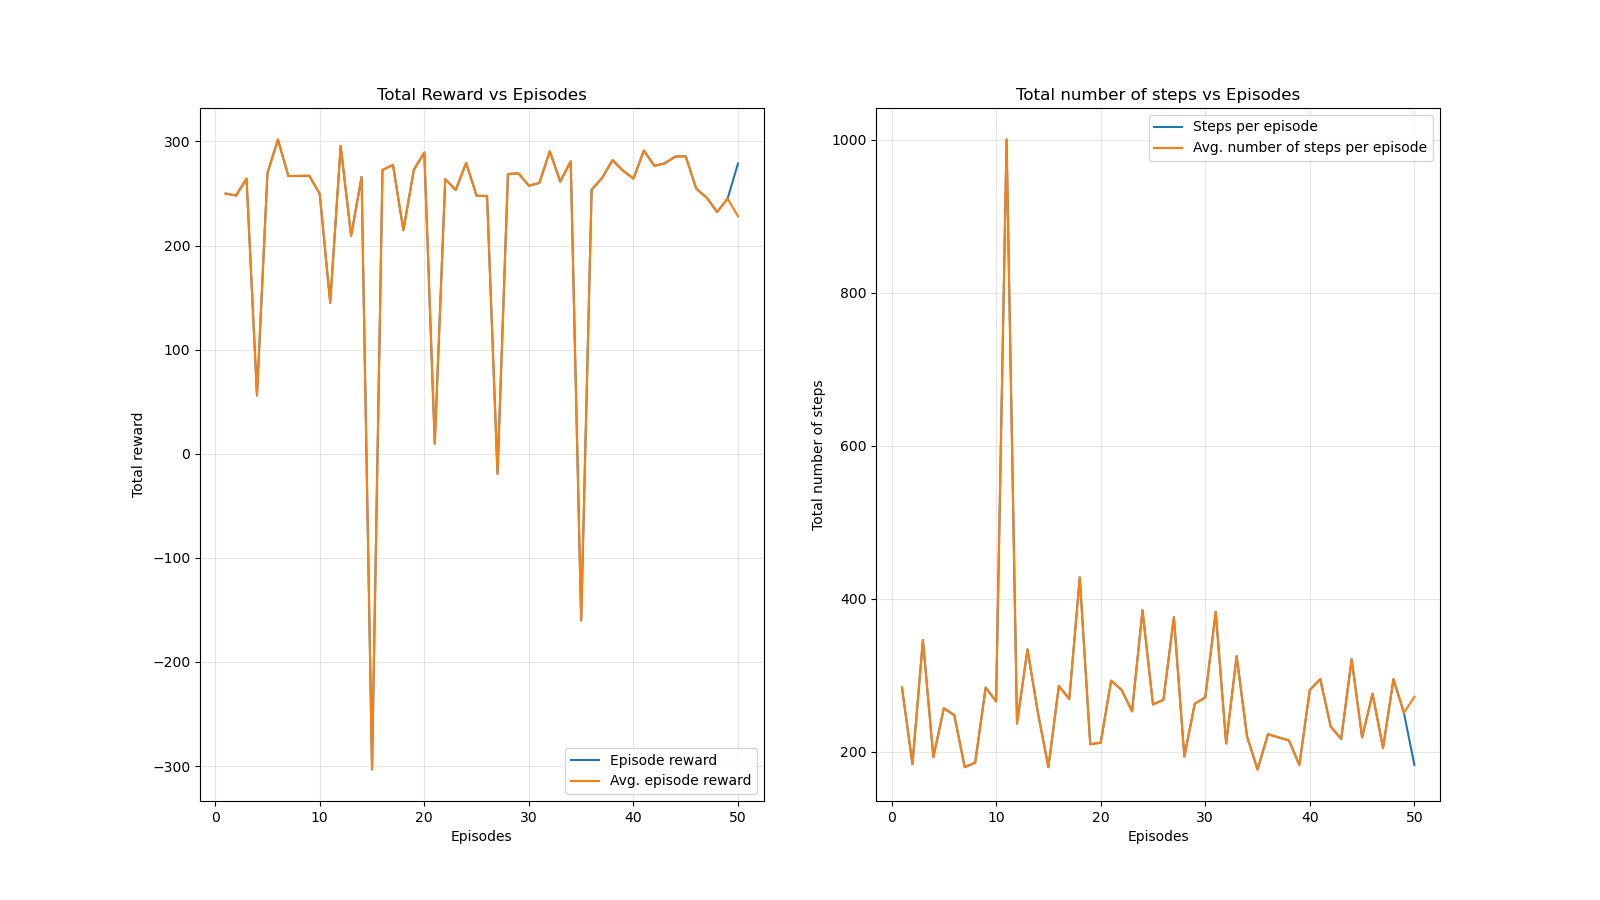 Total Reward vs Episodes
300
200
100
0
−100
−200
−300
Total reward
0
10
20
30
40
50
Episodes
Episode reward
Avg. episode reward
Total number of steps vs Episodes
1000
800
600
400
200
Total number of steps
0
10
20
30
40
50
Episodes
Steps per episode
Avg. number of steps per episode